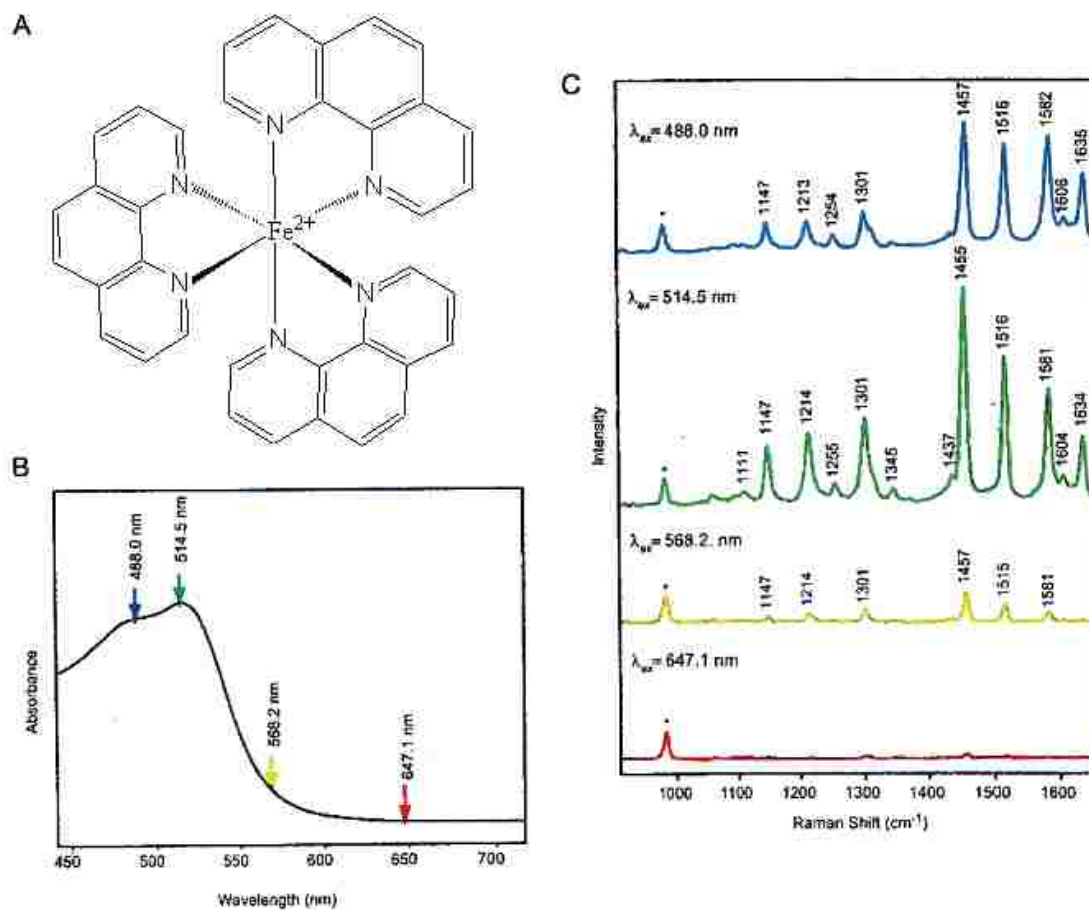 A
N
N
N
N
N
N
Fe²⁺
B
488.0 nm
514.5 nm
568.2 nm
647.1 nm
Absorbance
450
500
550
600
650
700
Wavelength (nm)
C
λex= 488.0 nm
*
1147
1213
1254
1301
1457
1516
1582
1606
1635
λex= 514.5 nm
*
1111
1147
1214
1255
1301
1345
1437
1455
1516
1581
1604
1634
λex= 568.2. nm
*
1147
1214
1301
1457
1515
1581
λex= 647.1 nm
*
Intensity
1000
1100
1200
1300
1400
1500
1600
Raman Shift (cm⁻¹)